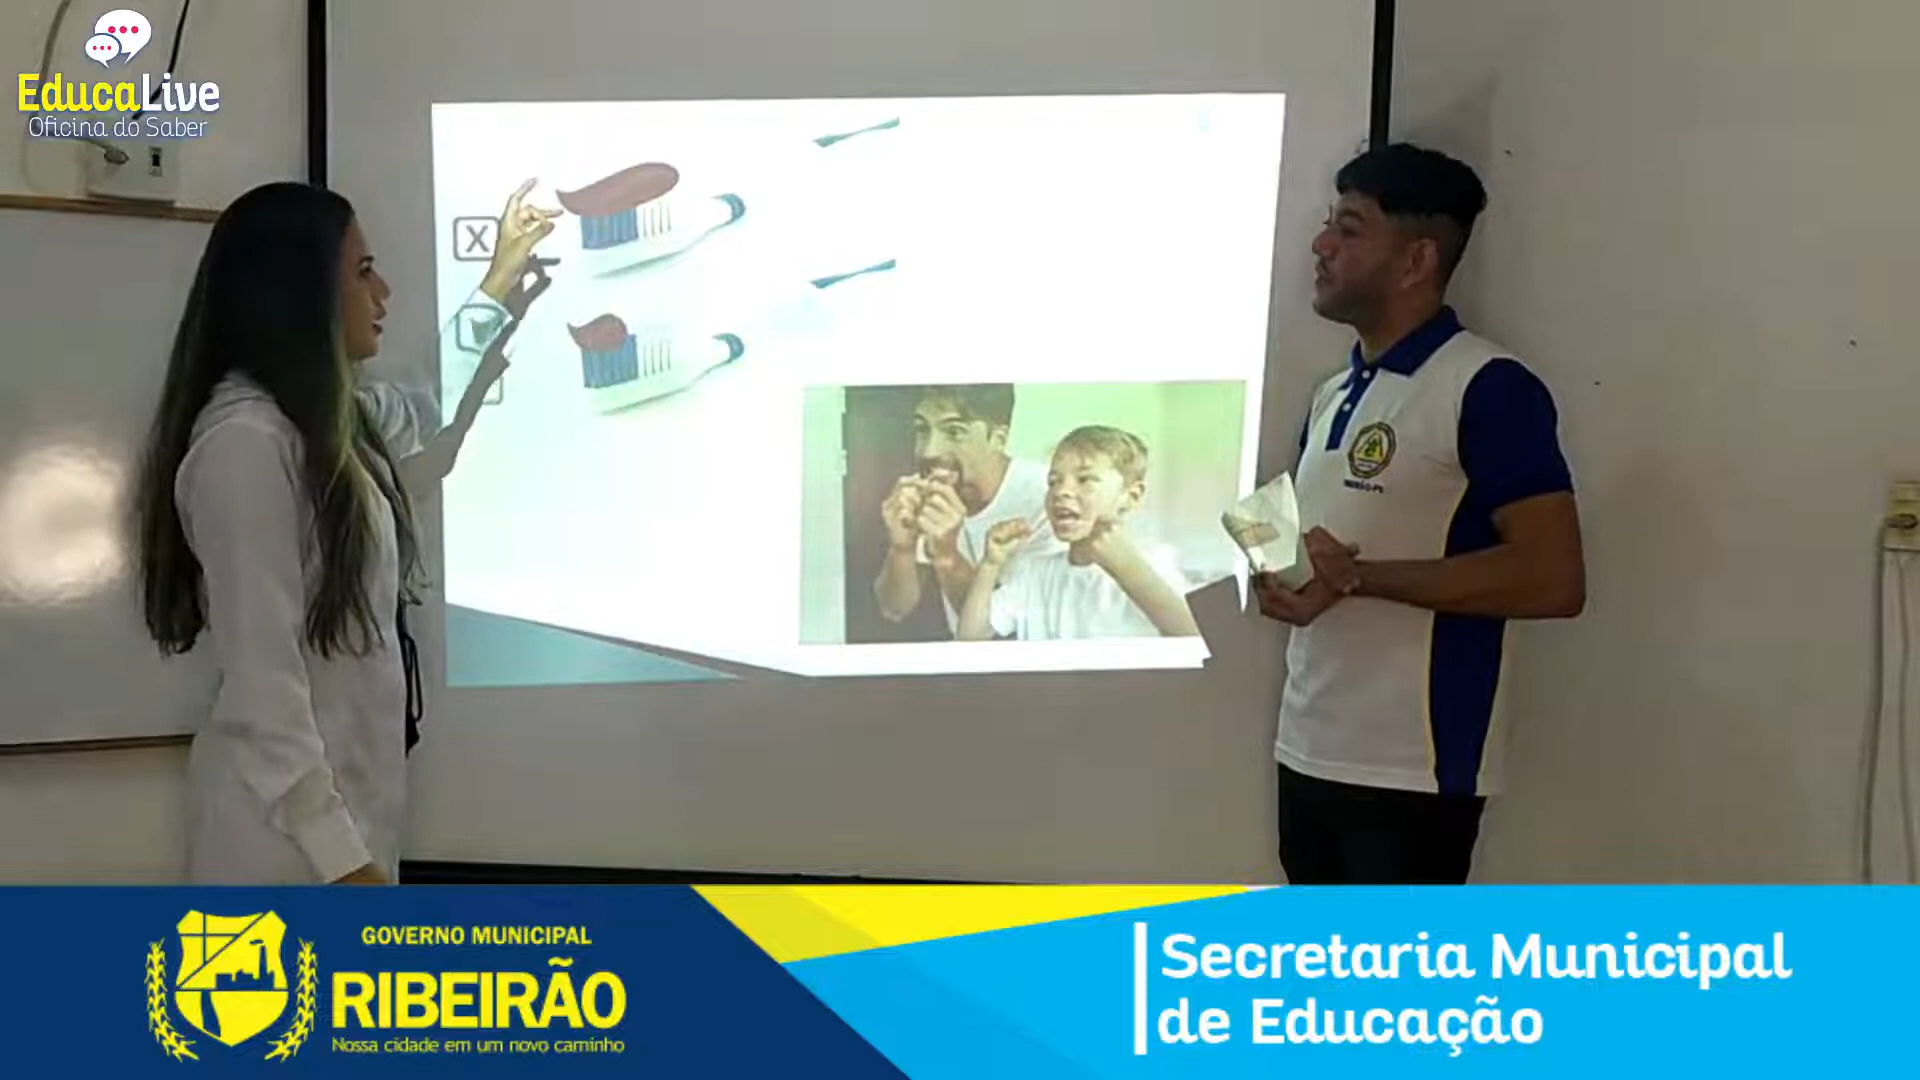 EducaLive
Oficina do Saber
X
GOVERNO MUNICIPAL
RIBEIRÃO
Nossa cidade em um novo caminho
Secretaria Municipal
de Educação